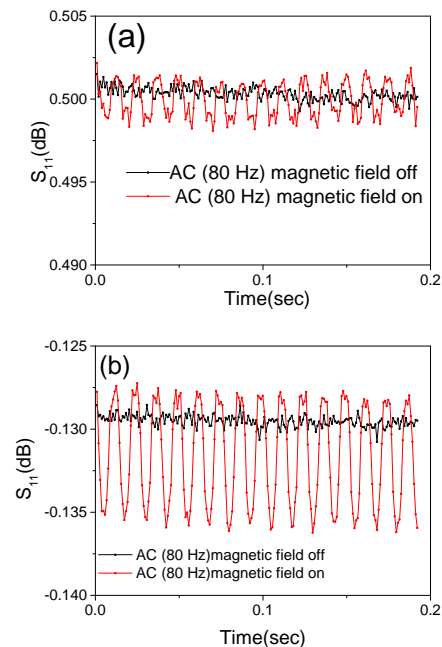 (a)
0.505
0.500
0.495
0.490
S11(dB)
AC (80 Hz) magnetic field off
AC (80 Hz) magnetic field on
0.0 0.1 0.2
Time(sec)
(b)
-0.125
-0.130
-0.135
-0.140
S11(dB)
AC (80 Hz)magnetic field off
AC (80 Hz)magnetic field on
0.0 0.1 0.2
Time(sec)